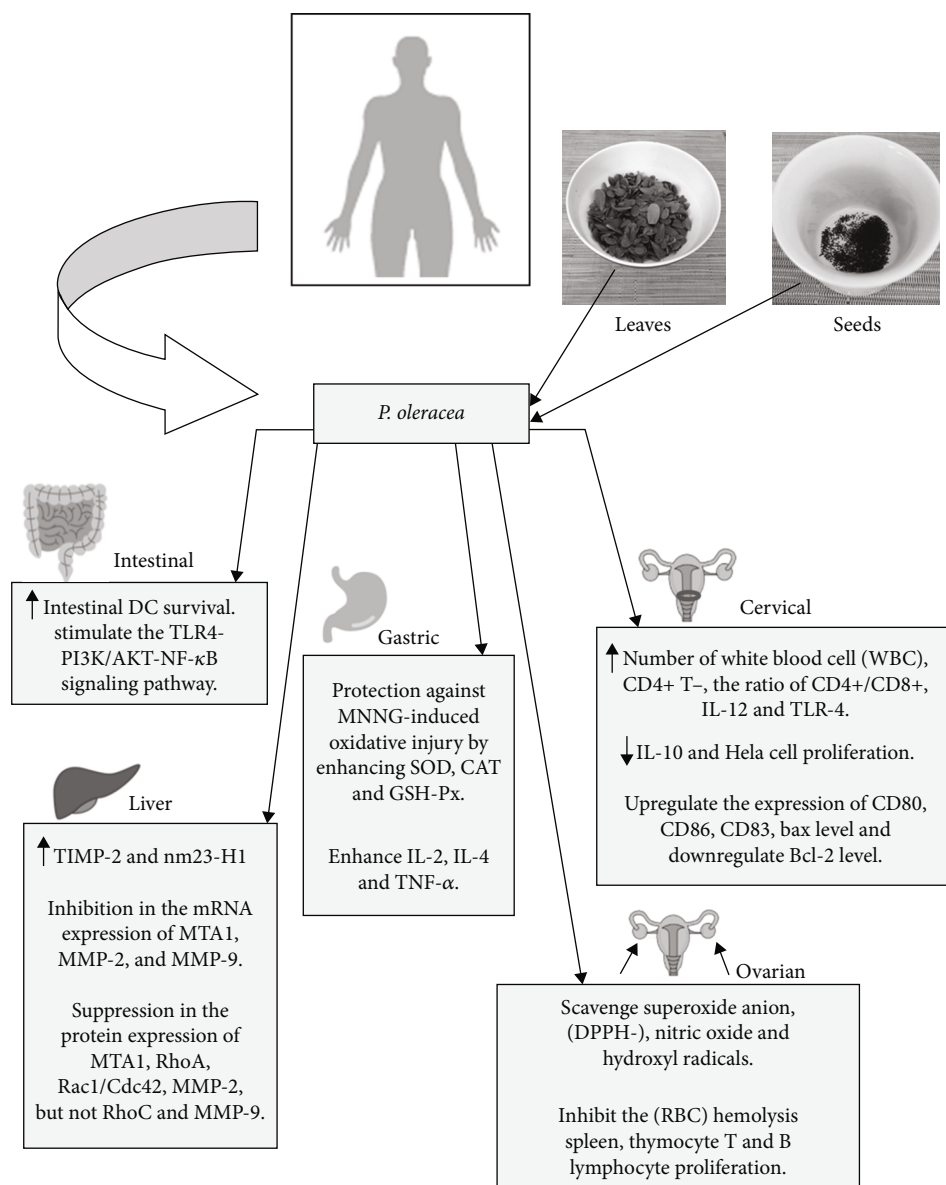 Leaves
Seeds
P. oleracea
Intestinal
↑ Intestinal DC survival.
stimulate the TLR4-
PI3K/AKT-NF-κB
signaling pathway.
Liver
↑ TIMP-2 and nm23-H1
Inhibition in the mRNA
expression of MTA1,
MMP-2, and MMP-9.
Suppression in the
protein expression of
MTA1, RhoA,
Rac1/Cdc42, MMP-2,
but not RhoC and MMP-9.
Gastric
Protection against
MNNG-induced
oxidative injury by
enhancing SOD, CAT
and GSH-Px.
Enhance IL-2, IL-4
and TNF-α.
Cervical
↑ Number of white blood cell (WBC),
CD4+ T–, the ratio of CD4+/CD8+,
IL-12 and TLR-4.
↓ IL-10 and Hela cell proliferation.
Upregulate the expression of CD80,
CD86, CD83, bax level and
downregulate Bcl-2 level.
Ovarian
Scavenge superoxide anion,
(DPPH-), nitric oxide and
hydroxyl radicals.
Inhibit the (RBC) hemolysis
spleen, thymocyte T and B
lymphocyte proliferation.